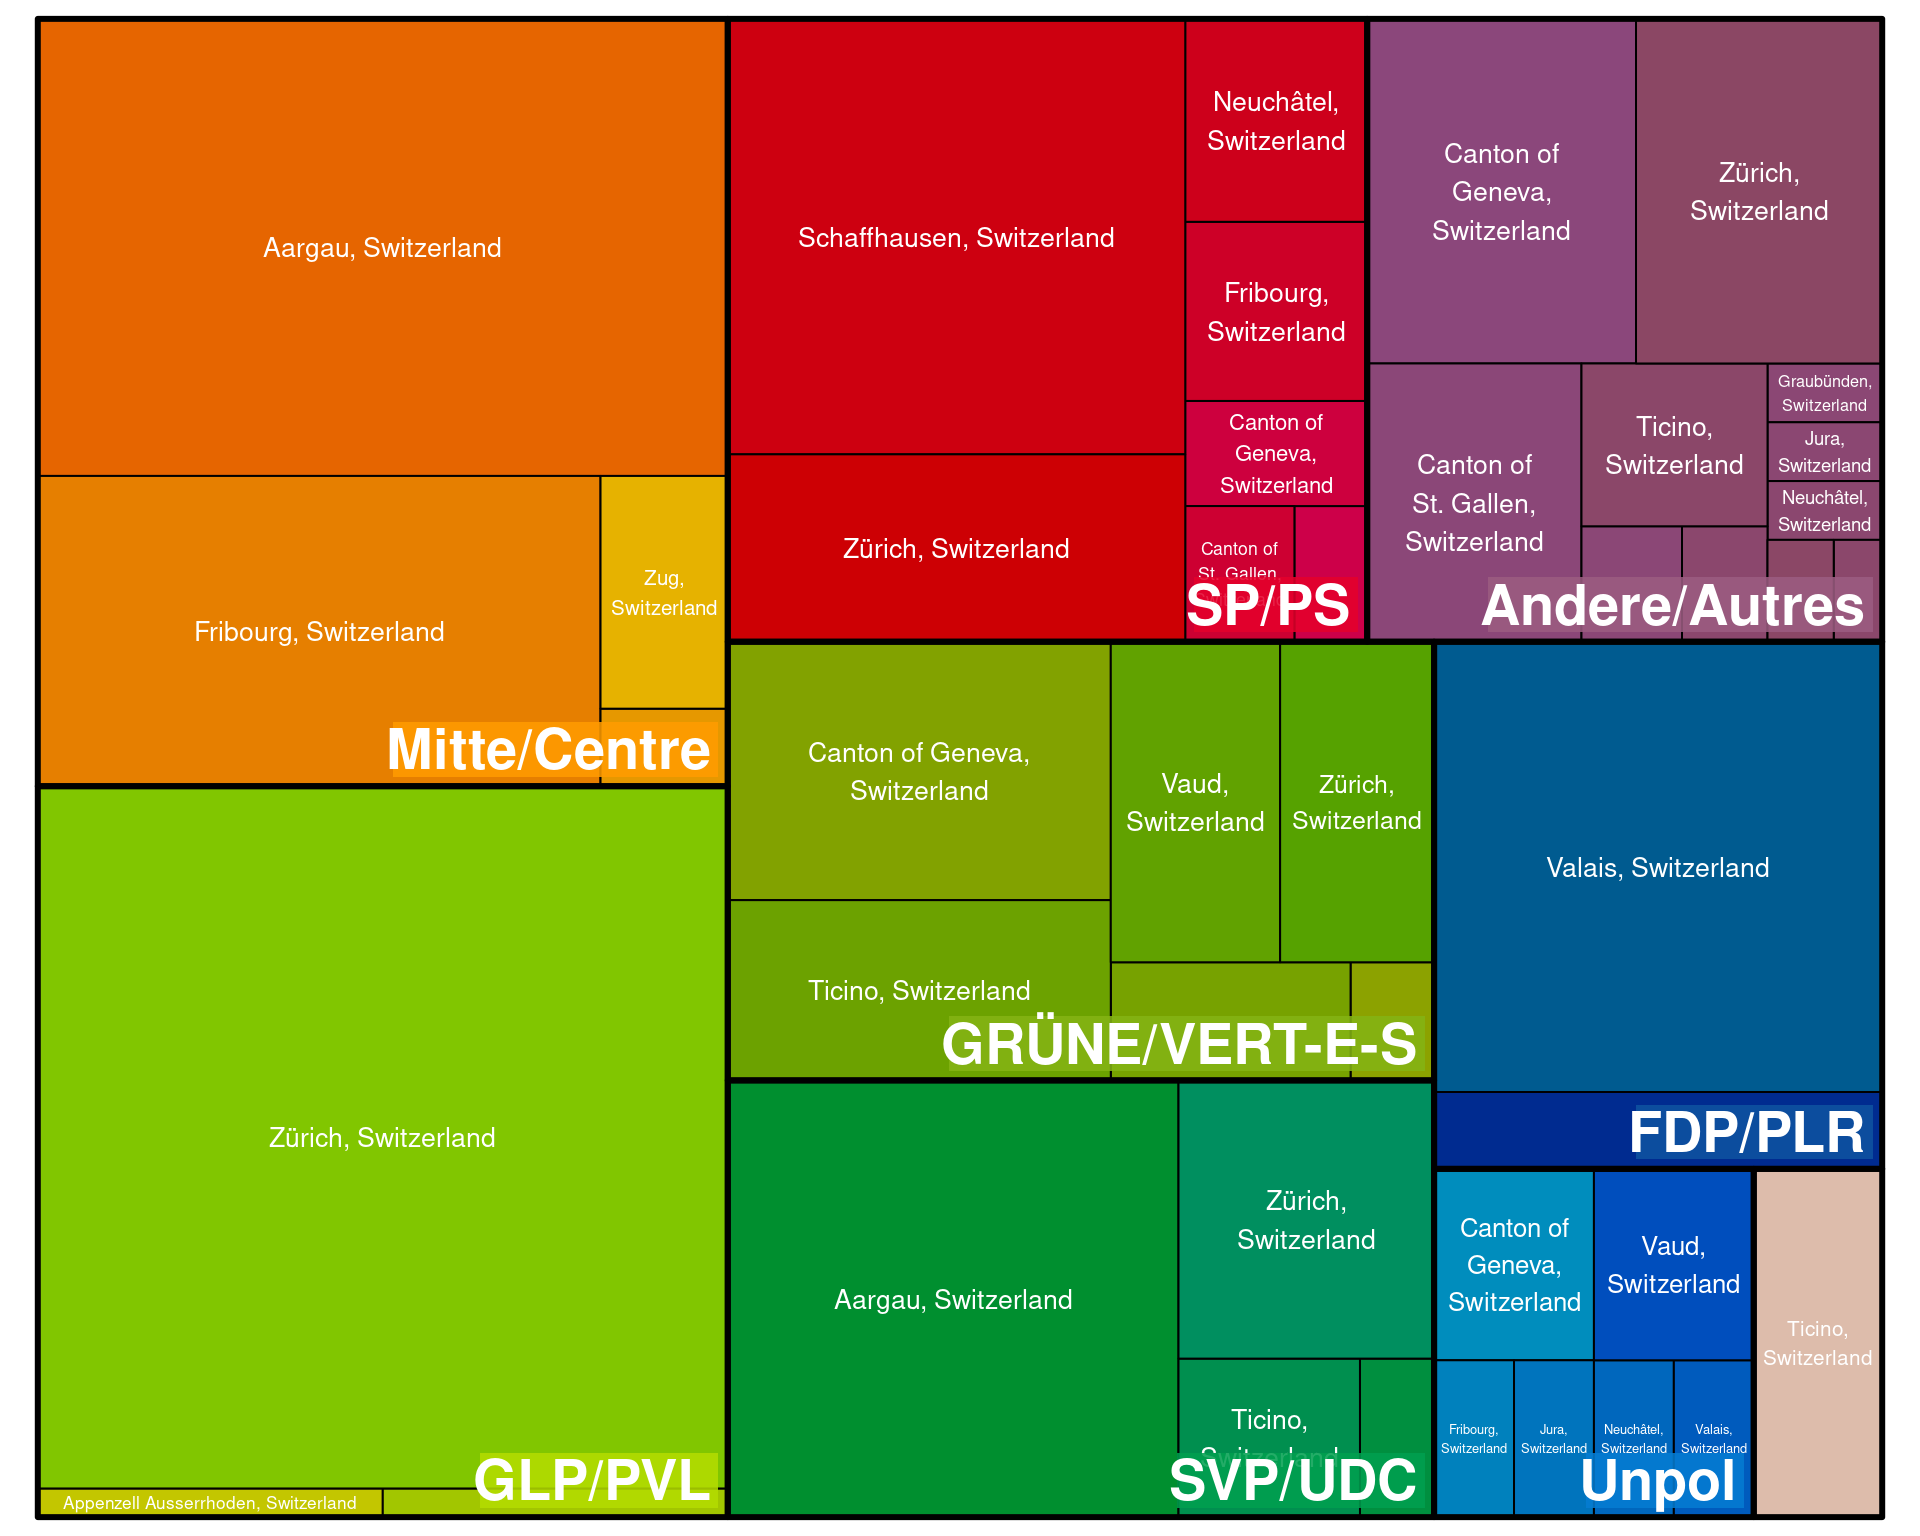 Aargau, Switzerland
Fribourg, Switzerland
Zug,
Switzerland
Mitte/Centre
Zürich, Switzerland
Appenzell Ausserrhoden, Switzerland
GLP/PVL
Schaffhausen, Switzerland
Zürich, Switzerland
Neuchâtel,
Switzerland
Fribourg,
Switzerland
Canton of
Geneva,
Switzerland
Canton of
St. Gallen,
SP/PS
Canton of
Geneva,
Switzerland
Zürich,
Switzerland
Canton of
St. Gallen,
Switzerland
Ticino,
Switzerland
Graubünden,
Switzerland
Jura,
Switzerland
Neuchâtel,
Switzerland
Andere/Autres
Canton of Geneva,
Switzerland
Ticino, Switzerland
Vaud,
Switzerland
Zürich,
Switzerland
GRÜNE/VERT-E-S
Valais, Switzerland
FDP/PLR
Aargau, Switzerland
Zürich,
Switzerland
Ticino,
Switzerland
SVP/UDC
Canton of
Geneva,
Switzerland
Vaud,
Switzerland
Fribourg,
Switzerland
Jura,
Switzerland
Neuchâtel,
Switzerland
Valais,
Switzerland
Unpol
Ticino,
Switzerland